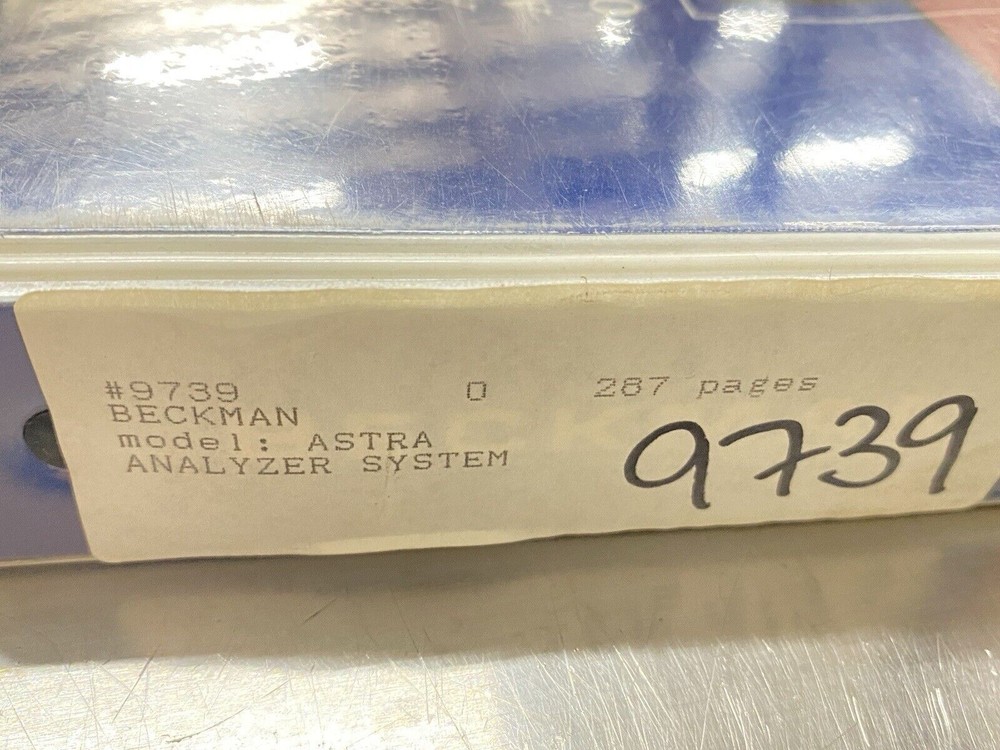 #9739 0 287 pages
BECKMAN
model: ASTRA
ANALYZER SYSTEM
9739